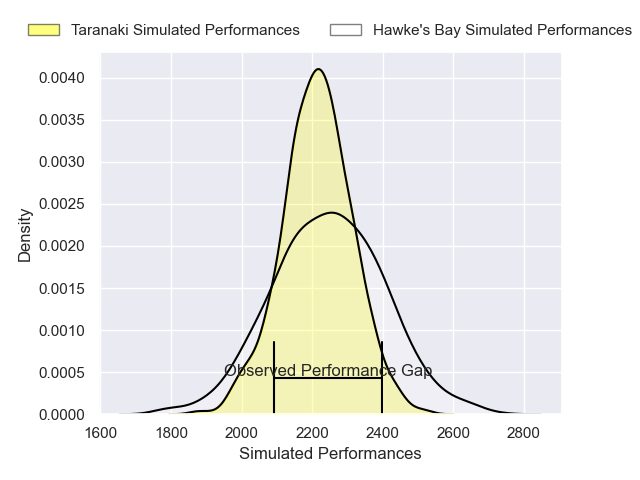 Taranaki Simulated Performances
Hawke's Bay Simulated Performances
0.0040
0.0035
0.0030
0.0025
0.0020
0.0015
0.0010
0.0005
0.0000
Density
Observed Performance Gap
1600 1800 2000 2200 2400 2600 2800
Simulated Performances